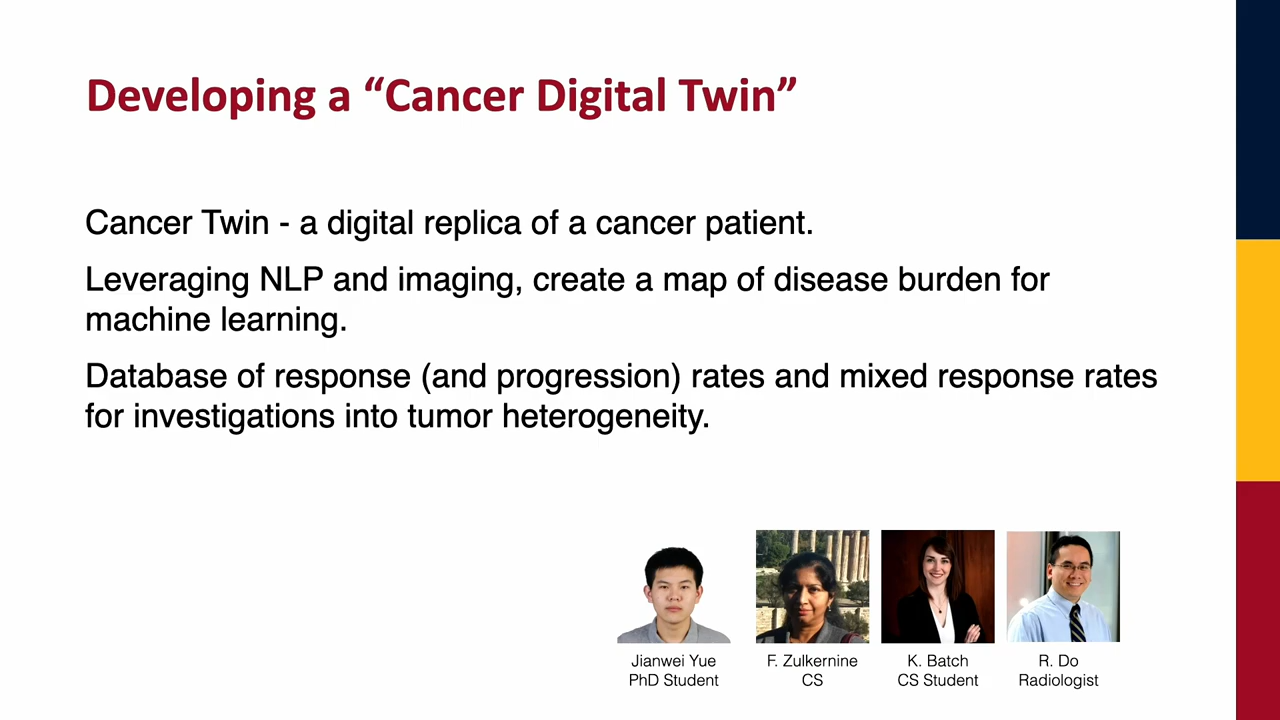 Developing a “Cancer Digital Twin”
Cancer Twin - a digital replica of a cancer patient.
Leveraging NLP and imaging, create a map of disease burden for
machine learning.
Database of response (and progression) rates and mixed response rates
for investigations into tumor heterogeneity.
Jianwei Yue
PhD Student
F. Zulkernine
CS
K. Batch
CS Student
R. Do
Radiologist